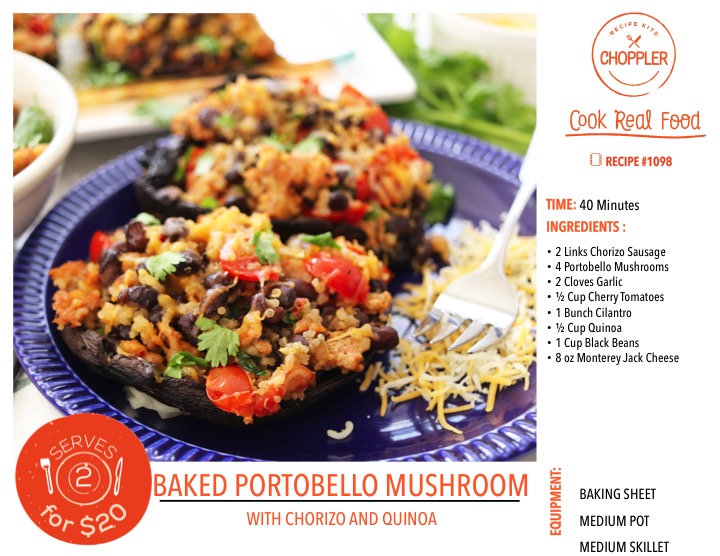 RECIPE KITS
CHOPPLER
Cook Real Food
RECIPE #1098
TIME: 40 Minutes
INGREDIENTS :
• 2 Links Chorizo Sausage
• 4 Portobello Mushrooms
• 2 Cloves Garlic
• ½ Cup Cherry Tomatoes
• 1 Bunch Cilantro
• ½ Cup Quinoa
• 1 Cup Black Beans
• 8 oz Monterey Jack Cheese
SERVES
2
for $20
BAKED PORTOBELLO MUSHROOM
WITH CHORIZO AND QUINOA
EQUIPMENT:
BAKING SHEET
MEDIUM POT
MEDIUM SKILLET